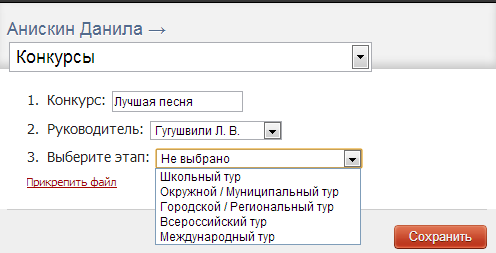 Анискин Данила →
Конкурсы
1. Конкурс: Лучшая песня
2. Руководитель: Гугушвили Л. В.
3. Выберите этап: Не выбрано
Школьный тур
Окружной / Муниципальный тур
Городской / Региональный тур
Всероссийский тур
Международный тур
Прикрепить файл
Сохранить